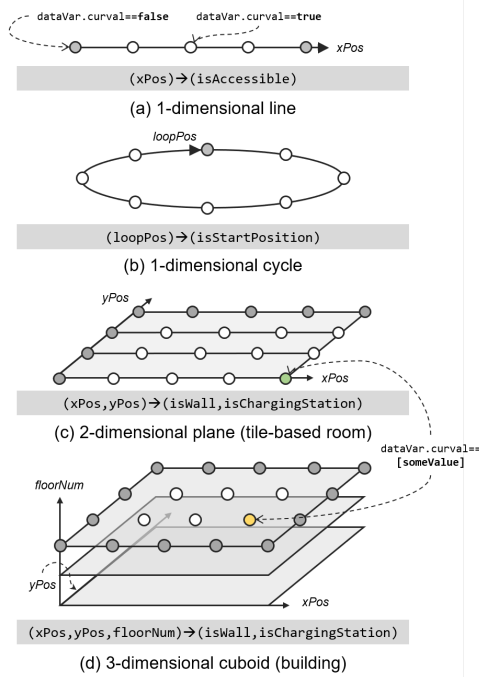 dataVar.curval==false
dataVar.curval==true
xPos
(xPos)→(isAccessible)
(a) 1-dimensional line
loopPos
(loopPos)→(isStartPosition)
(b) 1-dimensional cycle
yPos
xPos
(xPos,yPos)→(isWall,isChargingStation)
(c) 2-dimensional plane (tile-based room)
dataVar.curval==
[someValue]
floorNum
yPos
xPos
(xPos,yPos,floorNum)→(isWall,isChargingStation)
(d) 3-dimensional cuboid (building)